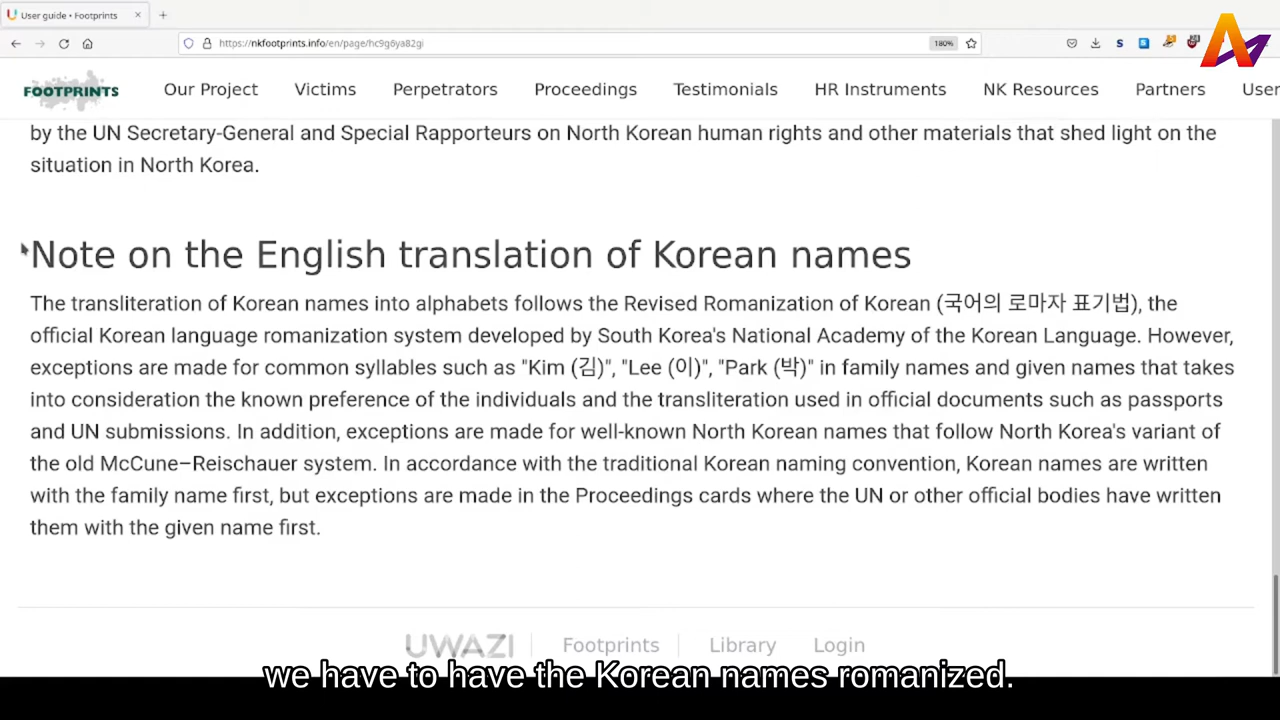 User guide • Footprints
https://nkfootprints.info/en/page/hc9g6ya82gi
180%
FOOTPRINTS
Our Project Victims Perpetrators Proceedings Testimonials HR Instruments NK Resources Partners User
by the UN Secretary-General and Special Rapporteurs on North Korean human rights and other materials that shed light on the
situation in North Korea.
Note on the English translation of Korean names
The transliteration of Korean names into alphabets follows the Revised Romanization of Korean (국어의 로마자 표기법), the
official Korean language romanization system developed by South Korea's National Academy of the Korean Language. However,
exceptions are made for common syllables such as "Kim (김)", "Lee (이)", "Park (박)" in family names and given names that takes
into consideration the known preference of the individuals and the transliteration used in official documents such as passports
and UN submissions. In addition, exceptions are made for well-known North Korean names that follow North Korea's variant of
the old McCune–Reischauer system. In accordance with the traditional Korean naming convention, Korean names are written
with the family name first, but exceptions are made in the Proceedings cards where the UN or other official bodies have written
them with the given name first.
UWAZI Footprints Library Login
we have to have the Korean names romanized.